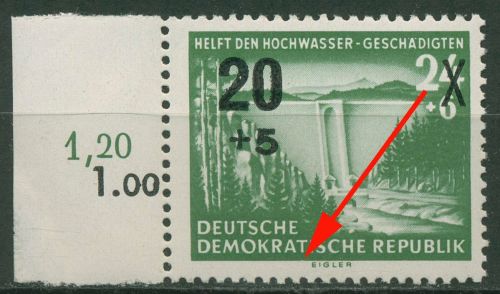 HELFT DEN HOCHWASSER-GESCHÄDIGTEN
20
+5
24
+6
X
1,20
1.00
DEUTSCHE
DEMOKRATISCHE REPUBLIK
EIGLER